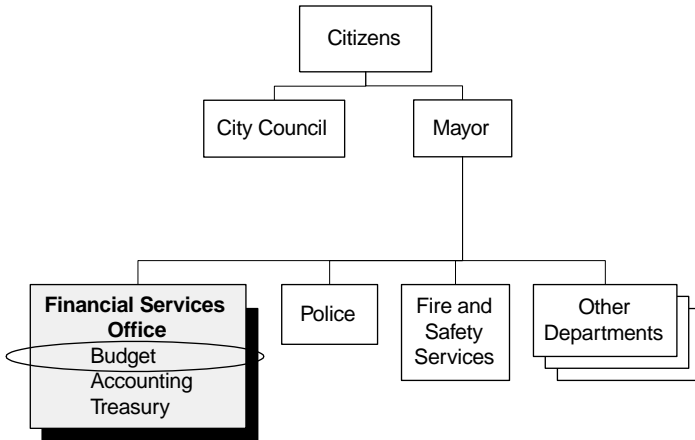 Citizens
City Council
Mayor
Financial Services
Office
Budget
Accounting
Treasury
Police
Fire and
Safety
Services
Other
Departments